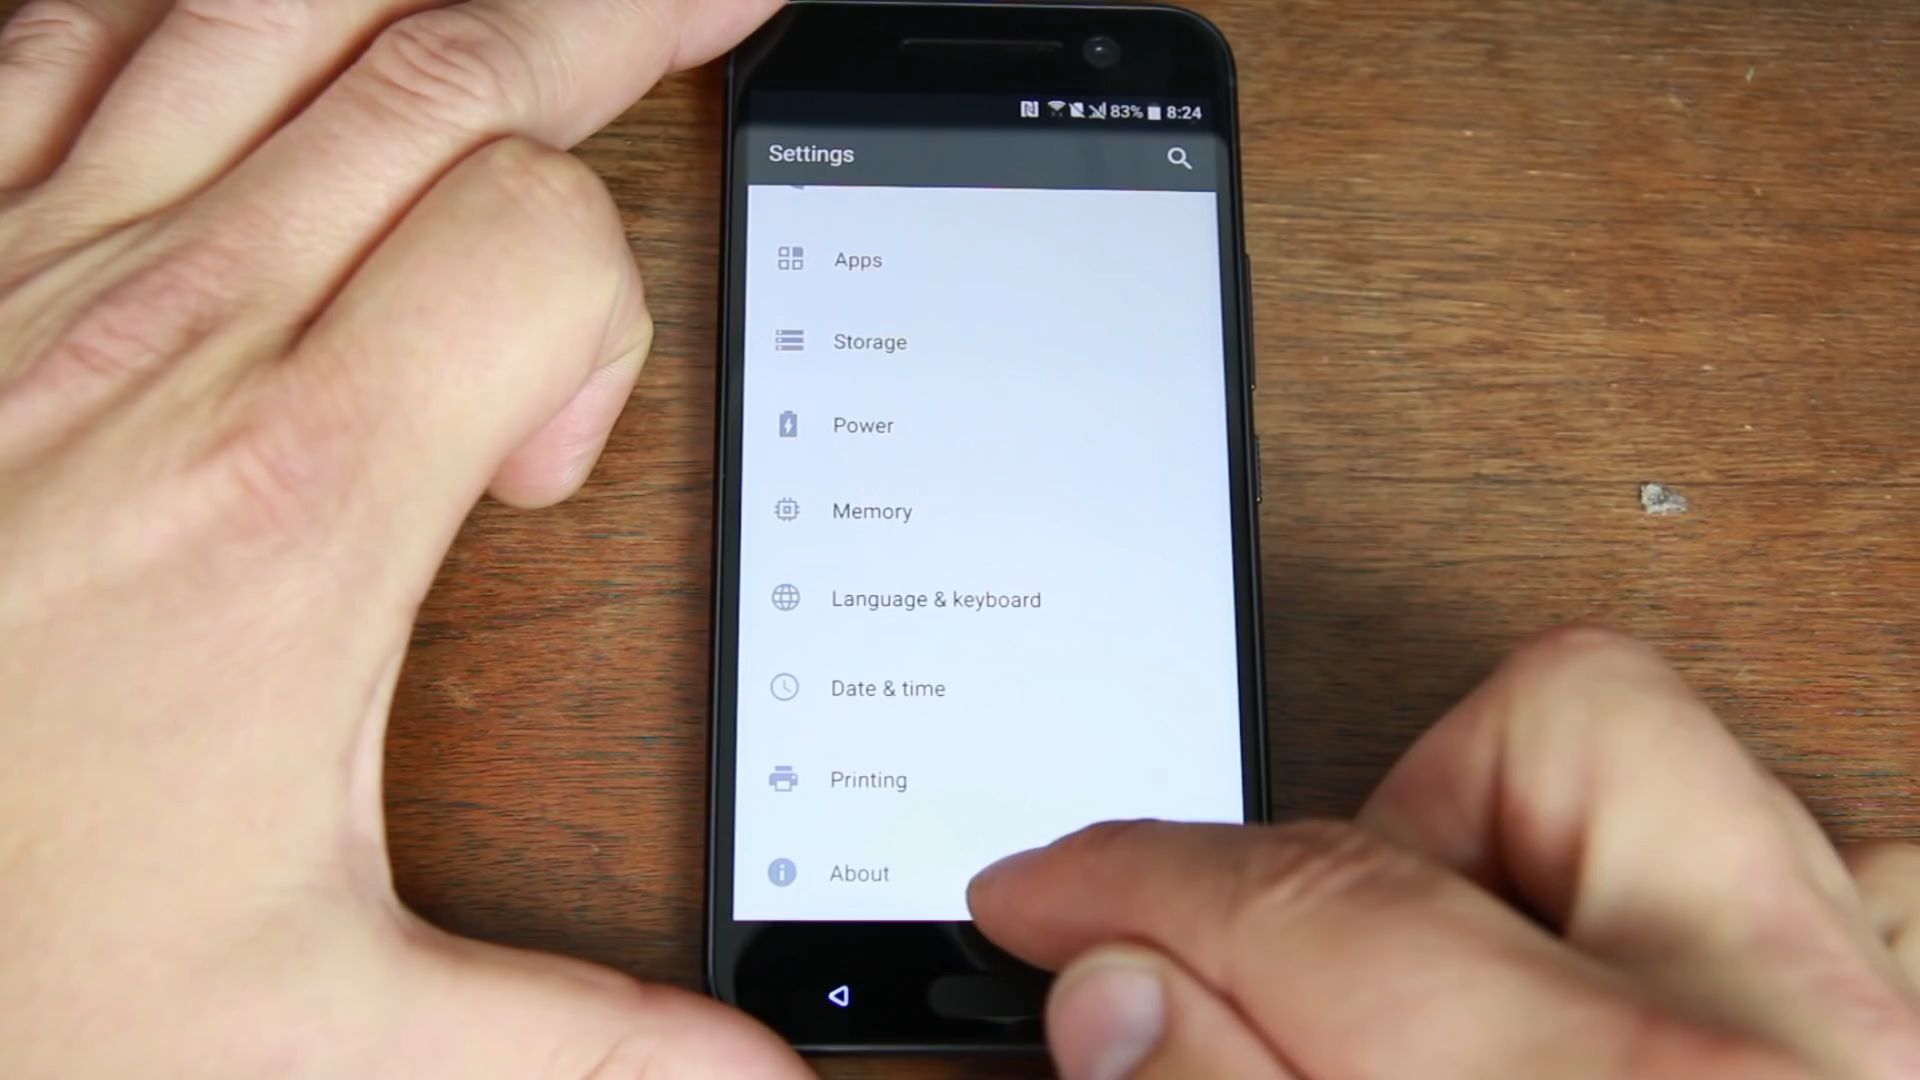 83% 8:24
Settings
Apps
Storage
Power
Memory
Language & keyboard
Date & time
Printing
About